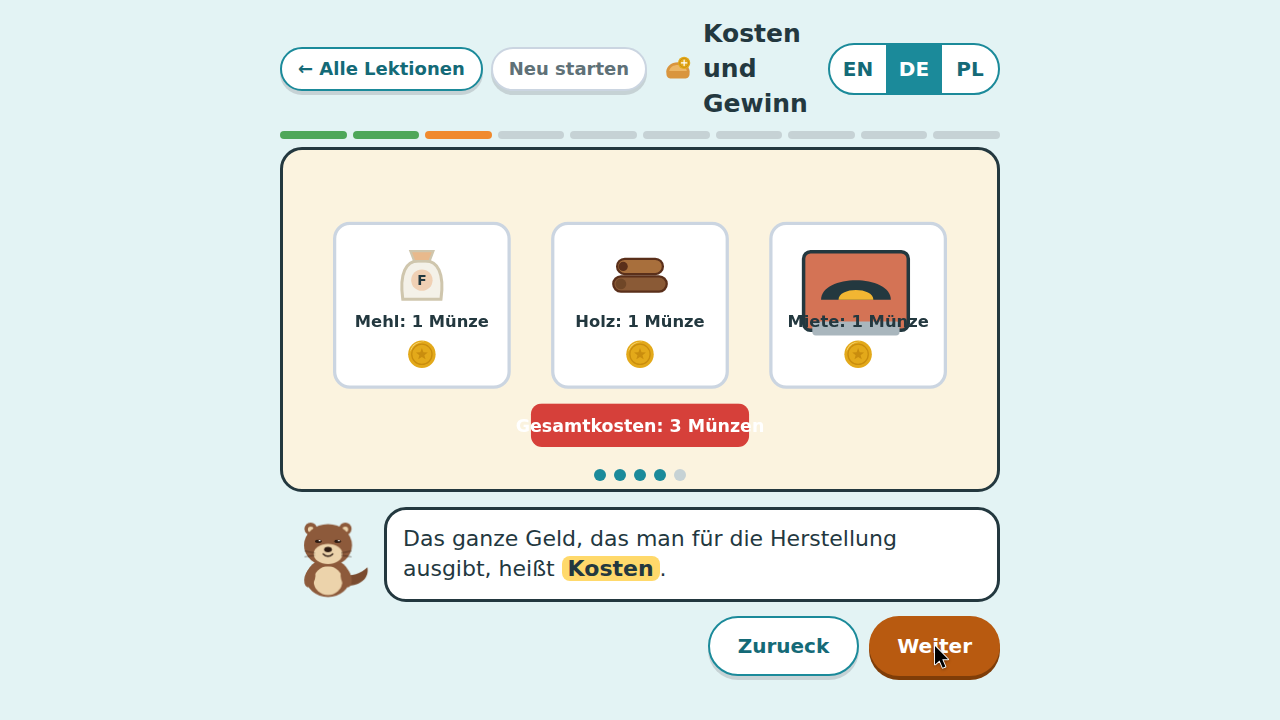 ← Alle Lektionen
Neu starten
Kosten
und
Gewinn
EN
DE
PL
F
Mehl: 1 Münze
Holz: 1 Münze
Miete: 1 Münze
Gesamtkosten: 3 Münzen
Das ganze Geld, das man für die Herstellung
ausgibt, heißt Kosten.
Zurueck
Weiter